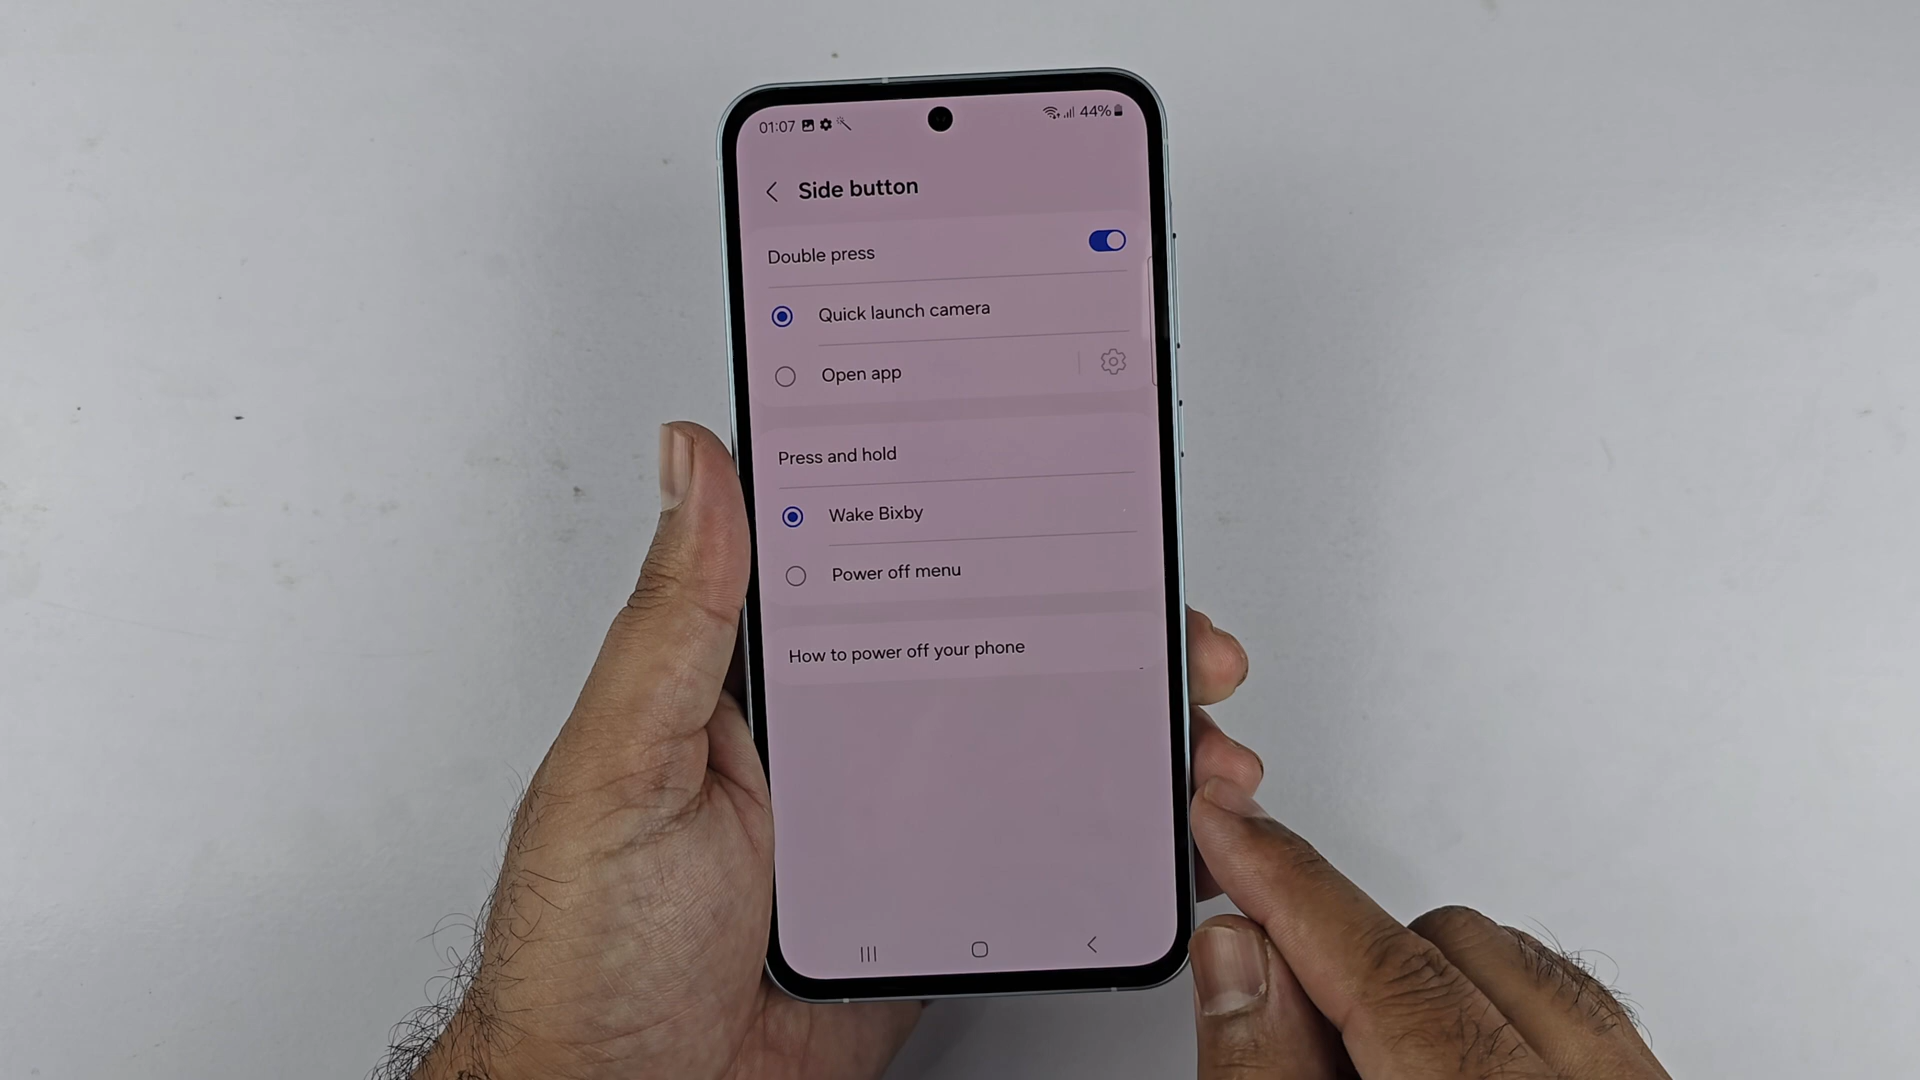 01:07
44%
Side button
Double press
Quick launch camera
Open app
Press and hold
Wake Bixby
Power off menu
How to power off your phone